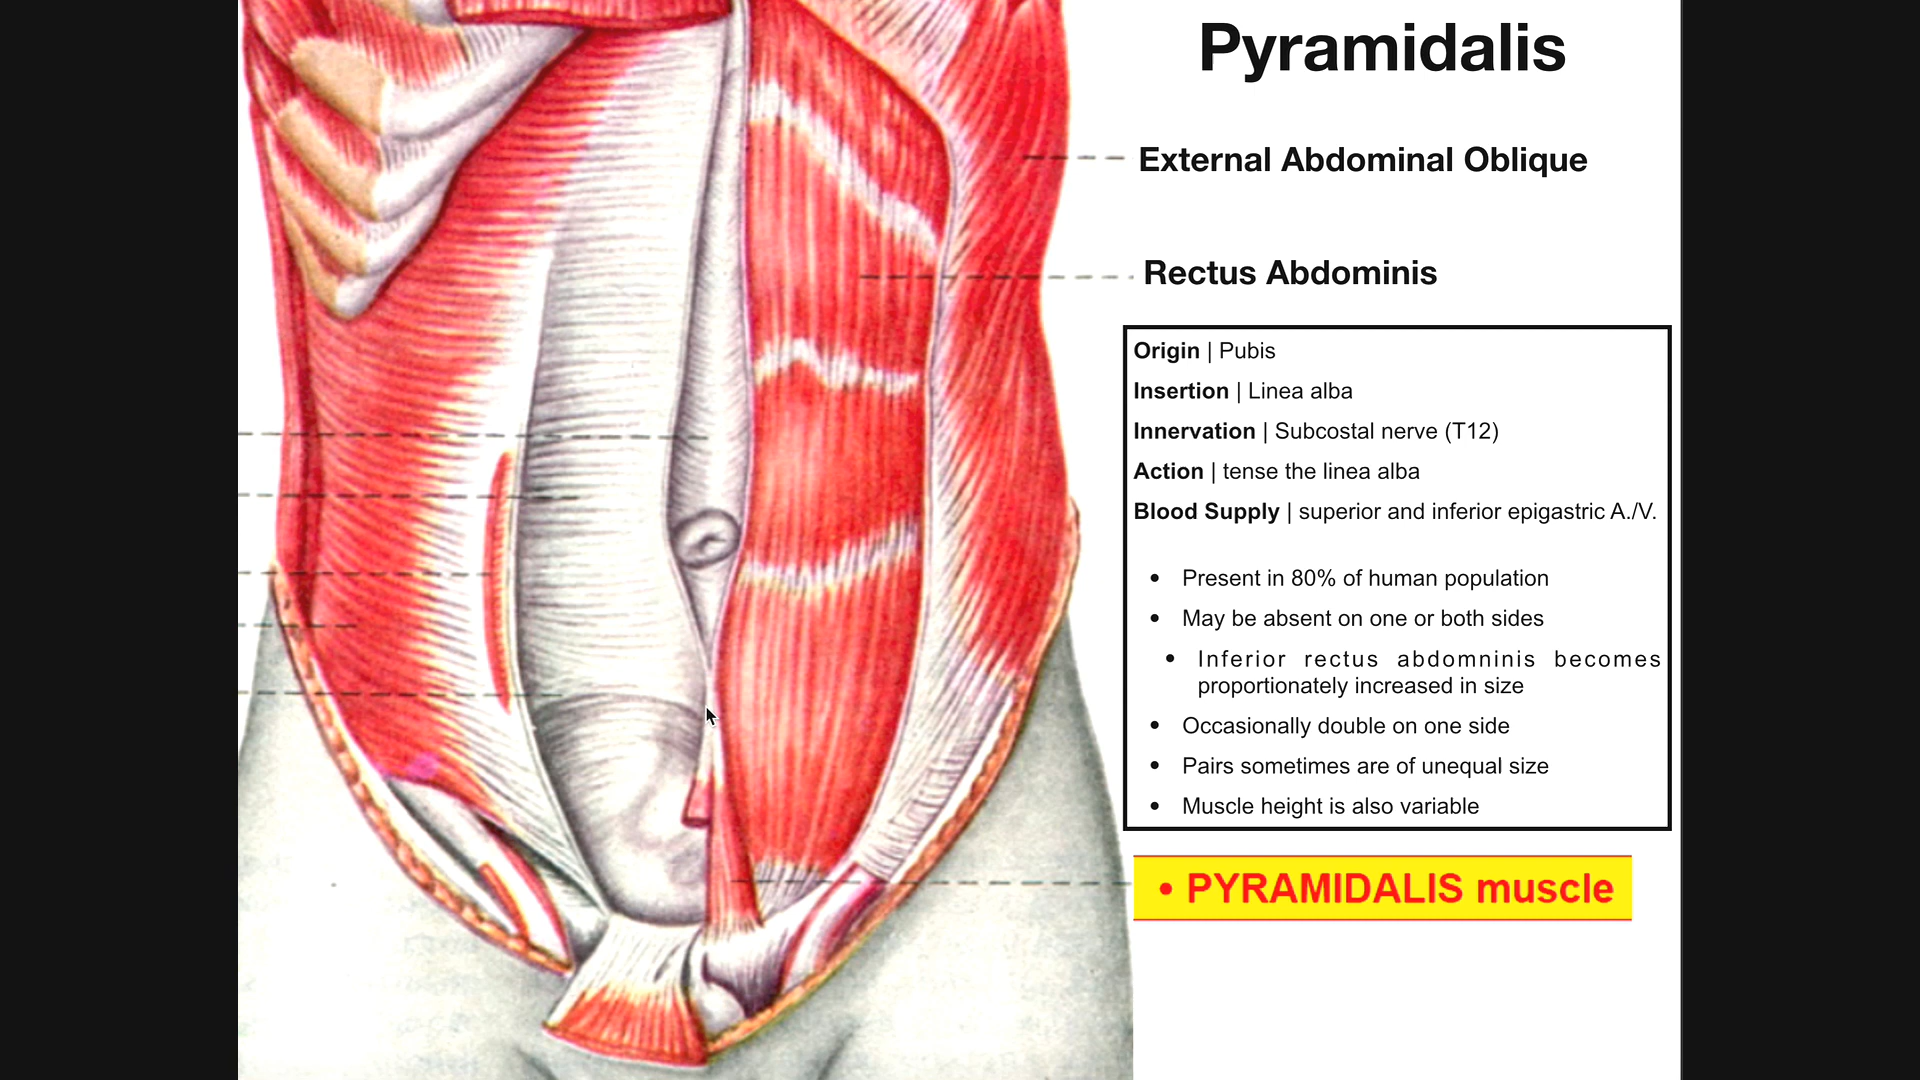 Pyramidalis
External Abdominal Oblique
Rectus Abdominis
Origin | Pubis
Insertion | Linea alba
Innervation | Subcostal nerve (T12)
Action | tense the linea alba
Blood Supply | superior and inferior epigastric A./V.
• Present in 80% of human population
• May be absent on one or both sides
• Inferior rectus abdomninis becomes
proportionately increased in size
• Occasionally double on one side
• Pairs sometimes are of unequal size
• Muscle height is also variable
• PYRAMIDALIS muscle